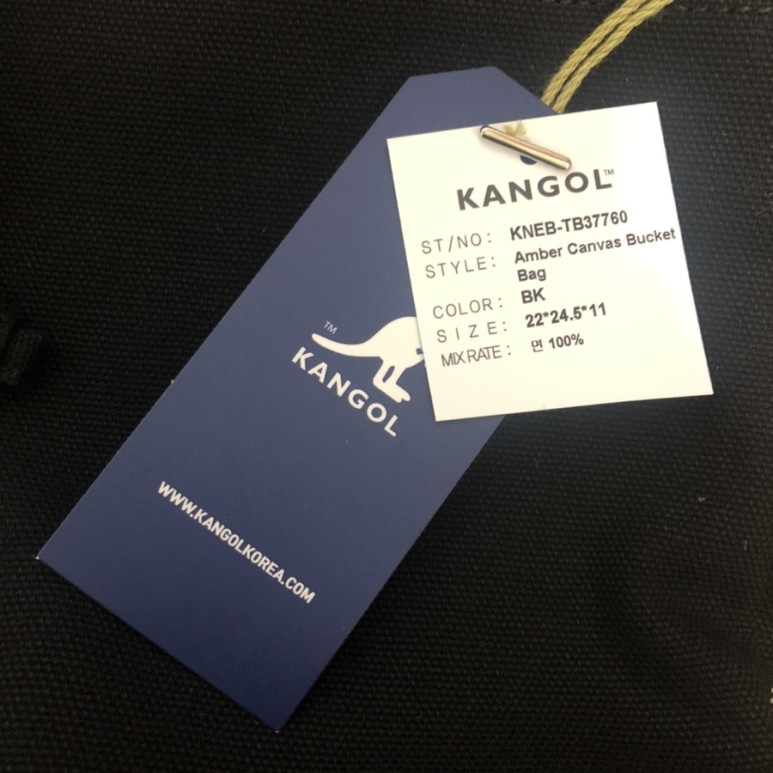 KANGOL™
ST/NO: KNEB-TB37760
STYLE: Amber Canvas Bucket
Bag
COLOR: BK
SIZE: 22*24.5*11
MIX RATE: 면 100%
TM
KANGOL
WWW.KANGOLKOREA.COM